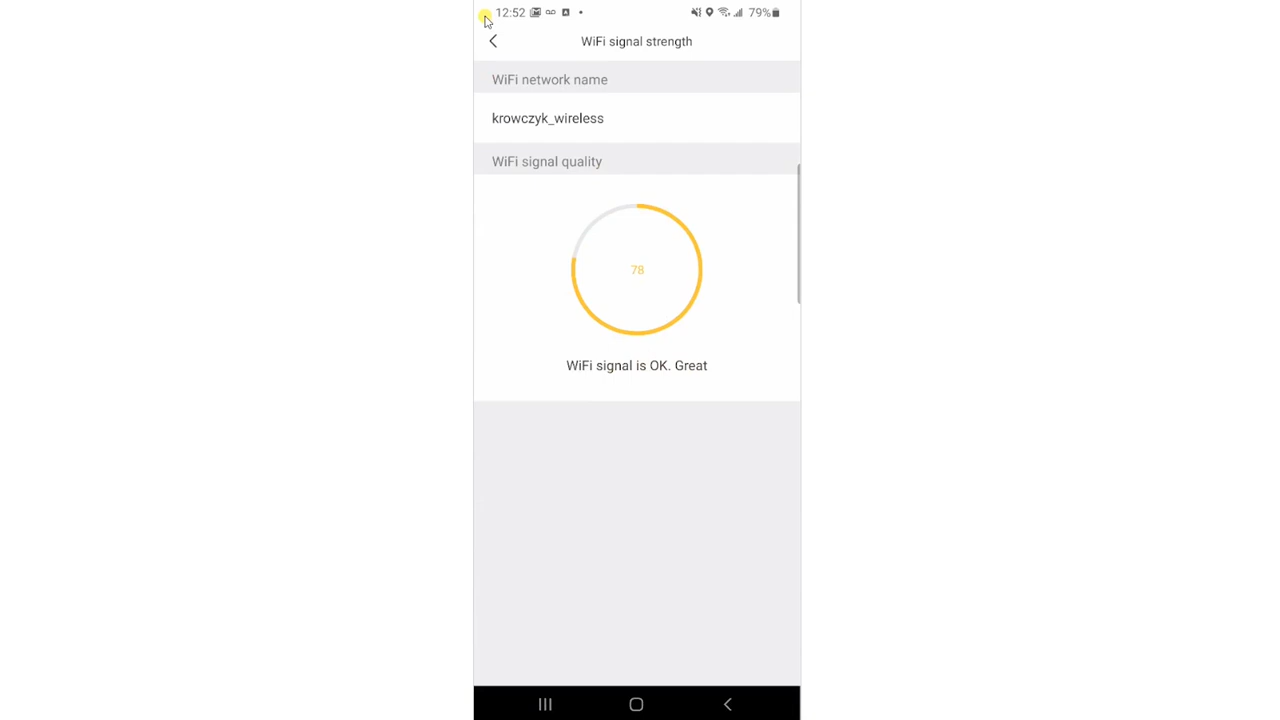 12:52 79%
WiFi signal strength
WiFi network name
krowczyk_wireless
WiFi signal quality
78
WiFi signal is OK. Great